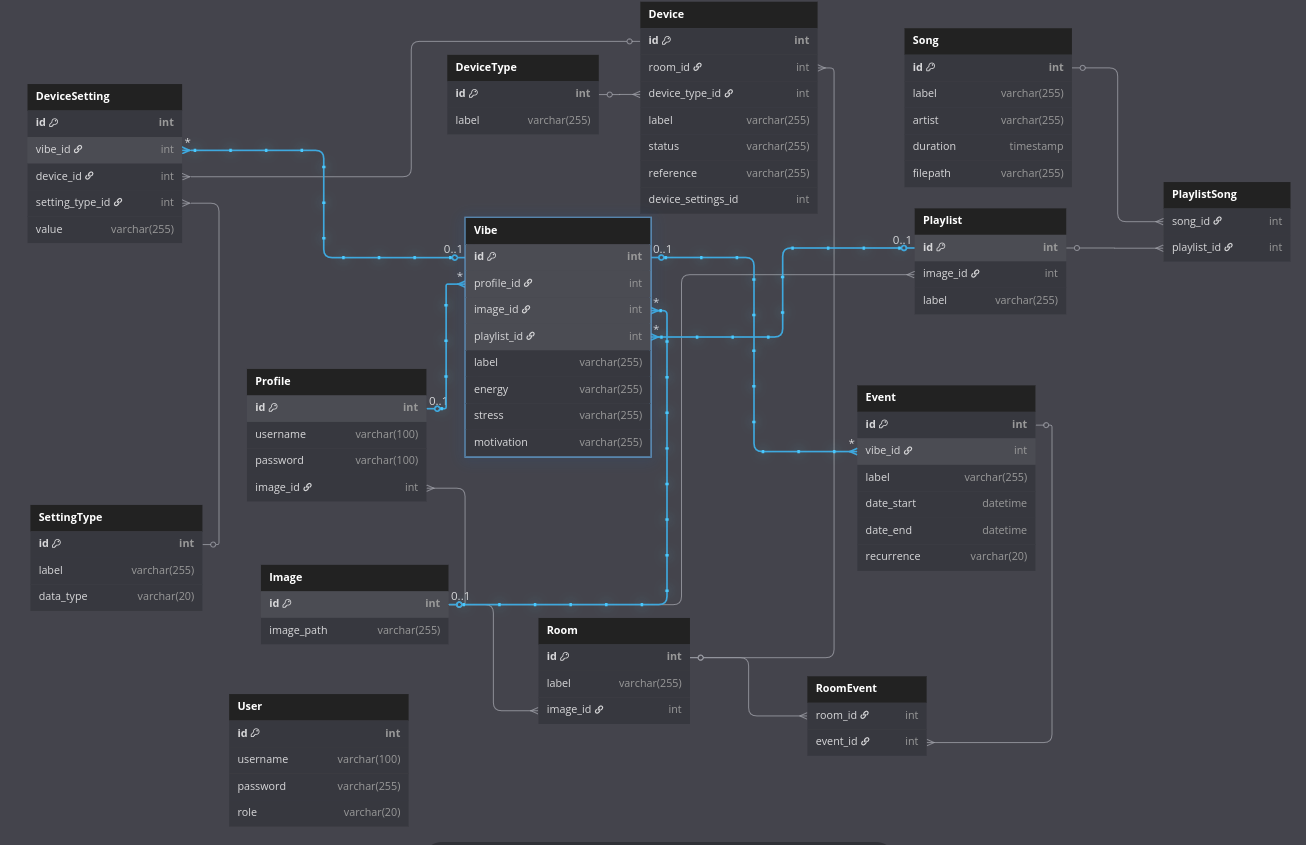 Device
id int
room_id int
device_type_id int
label varchar(255)
status varchar(255)
reference varchar(255)
device_settings_id int
Song
id int
label varchar(255)
artist varchar(255)
duration timestamp
filepath varchar(255)
DeviceType
id int
label varchar(255)
DeviceSetting
id int
vibe_id int
device_id int
setting_type_id int
value varchar(255)
*
PlaylistSong
song_id int
playlist_id int
Playlist
id int
image_id int
label varchar(255)
0..1
Vibe
id int
profile_id int
image_id int
playlist_id int
label varchar(255)
energy varchar(255)
stress varchar(255)
motivation varchar(255)
0..1
0..1
*
*
*
Profile
id int
username varchar(100)
password varchar(100)
image_id int
0..1
Event
id int
vibe_id int
label varchar(255)
date_start datetime
date_end datetime
recurrence varchar(20)
*
SettingType
id int
label varchar(255)
data_type varchar(20)
Image
id int
image_path varchar(255)
0..1
Room
id int
label varchar(255)
image_id int
RoomEvent
room_id int
event_id int
User
id int
username varchar(100)
password varchar(255)
role varchar(20)